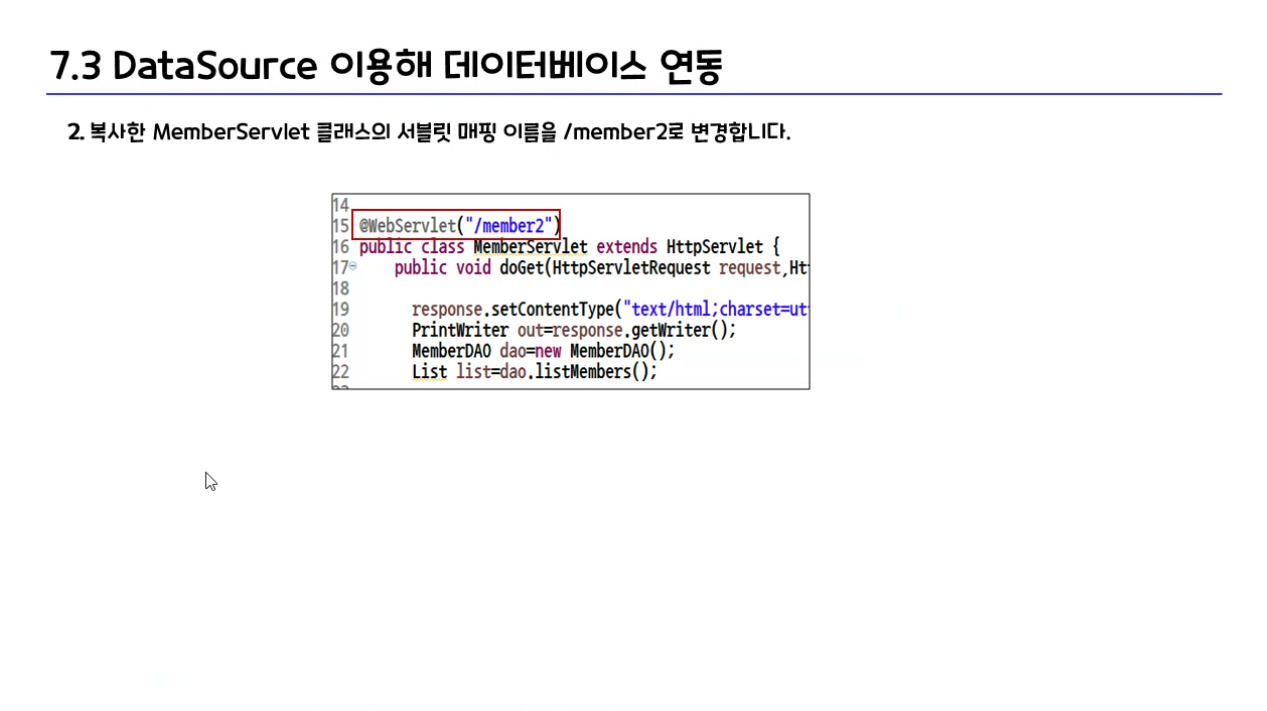 7.3 DataSource 이용해 데이터베이스 연동
2. 복사한 MemberServlet 클래스의 서블릿 매핑 이름을 /member2로 변경합니다.
14
15 @WebServlet("/member2")
16 public class MemberServlet extends HttpServlet {
17 public void doGet(HttpServletRequest request,Ht
18
19 response.setContentType("text/html;charset=ut
20 PrintWriter out=response.getWriter();
21 MemberDAO dao=new MemberDAO();
22 List list=dao.listMembers();